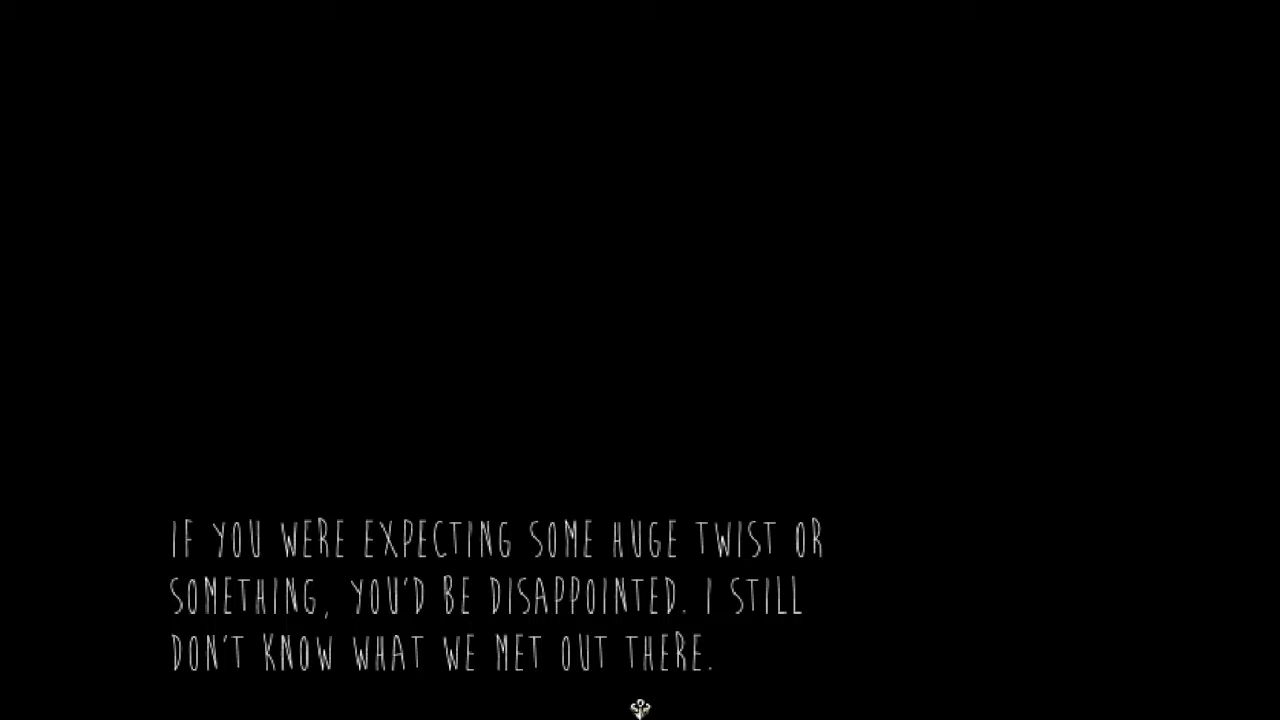 IF YOU WERE EXPECTING SOME HUGE TWIST OR
SOMETHING, YOU'D BE DISAPPOINTED. I STILL
DON'T KNOW WHAT WE MET OUT THERE.